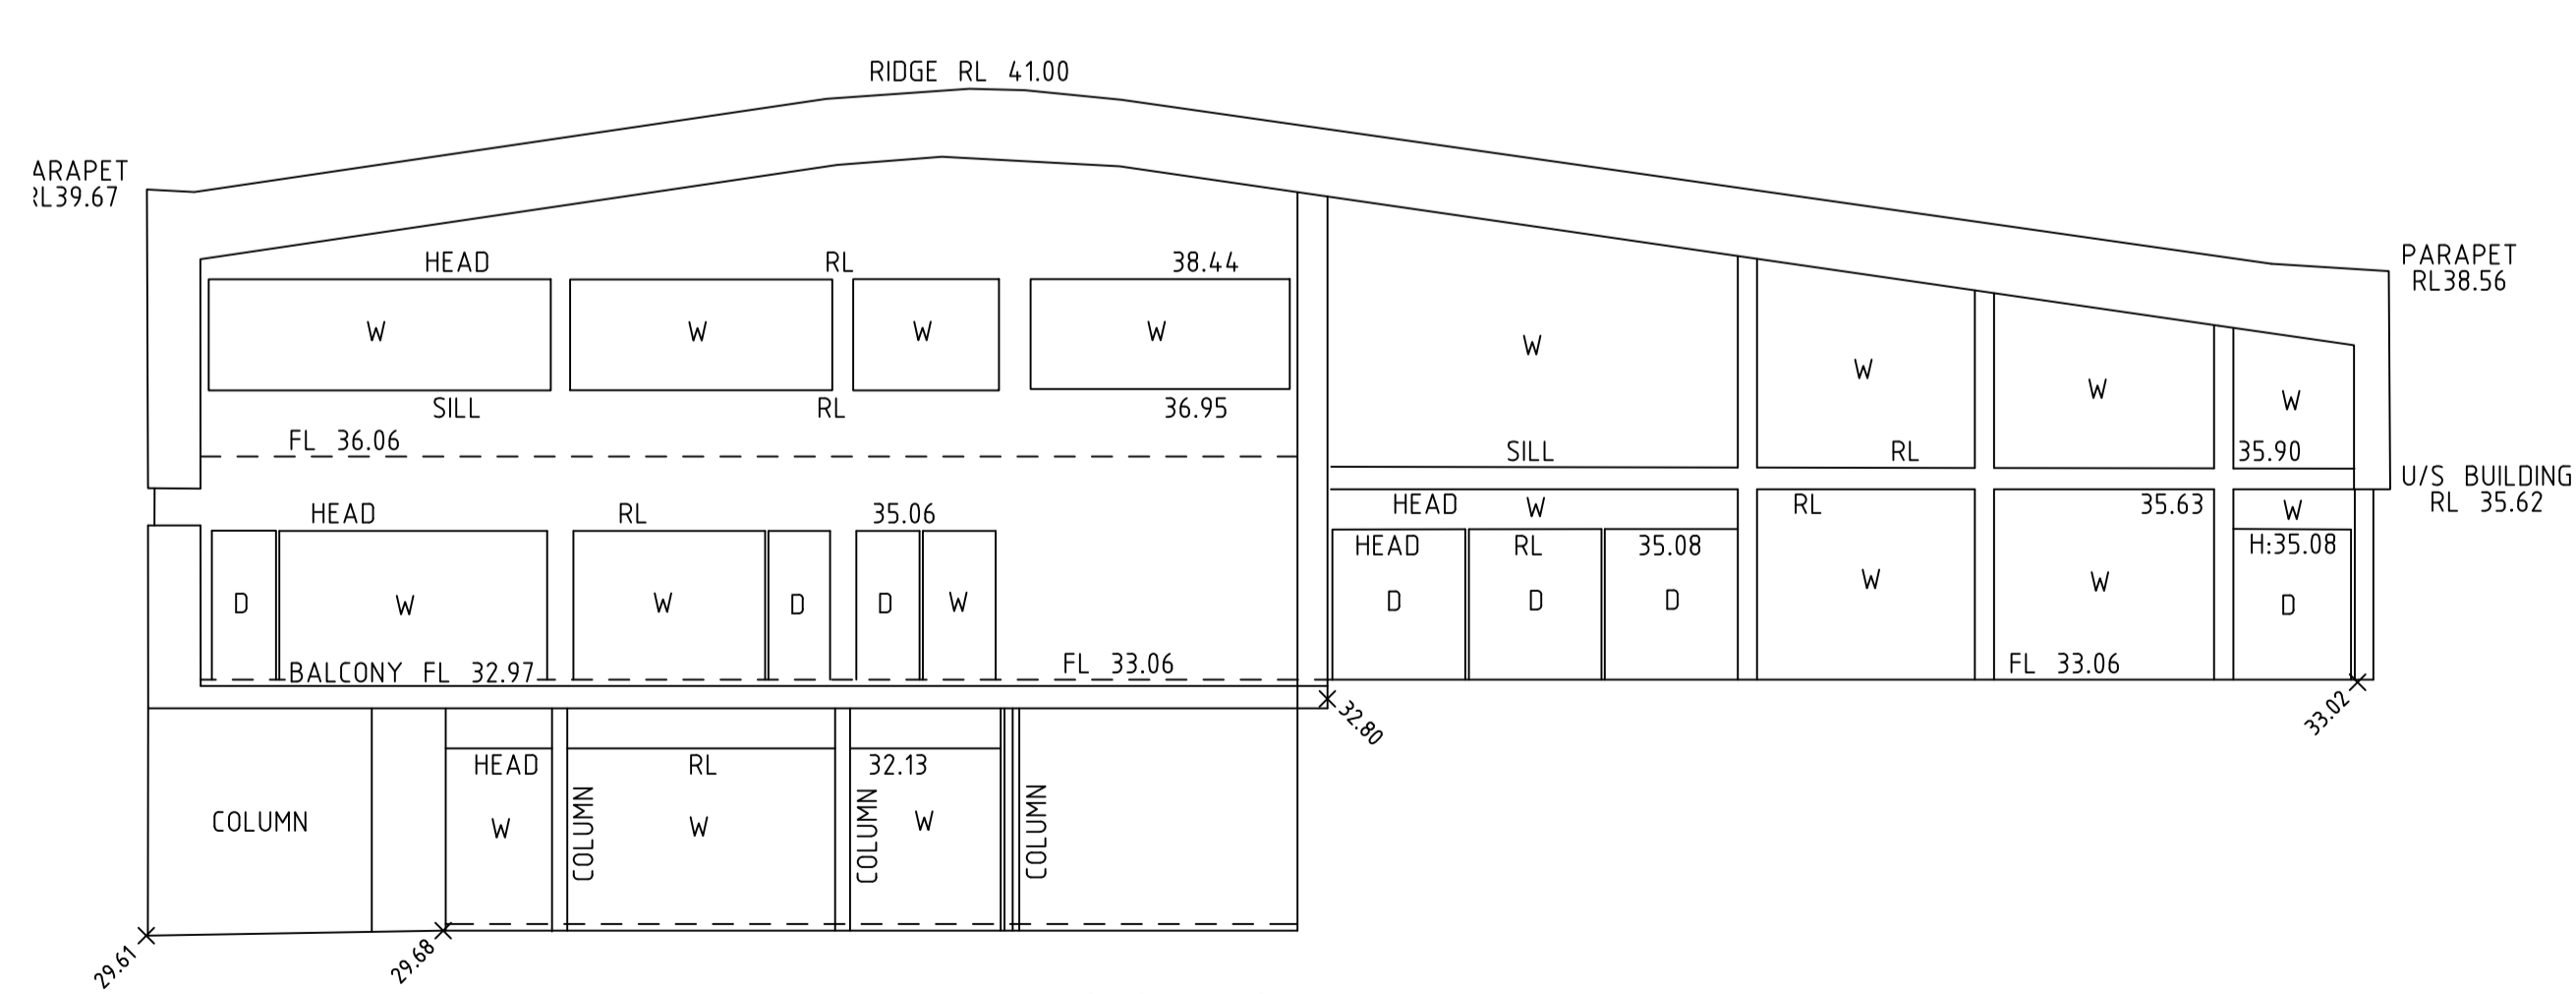 RIDGE RL 41.00
ARAPET
RL39.67
PARAPET
RL38.56
HEAD RL 38.44
W W W W
W W W W
SILL RL 36.95
FL 36.06
SILL RL 35.90
U/S BUILDING
RL 35.62
HEAD RL 35.06
HEAD W RL 35.63 W
HEAD RL 35.08 H:35.08
D W W D D W
D D D W W D
BALCONY FL 32.97 FL 33.06
FL 33.06
32.80
33.02
HEAD RL 32.13
COLUMN W COLUMN W COLUMN W COLUMN
29.61
29.68